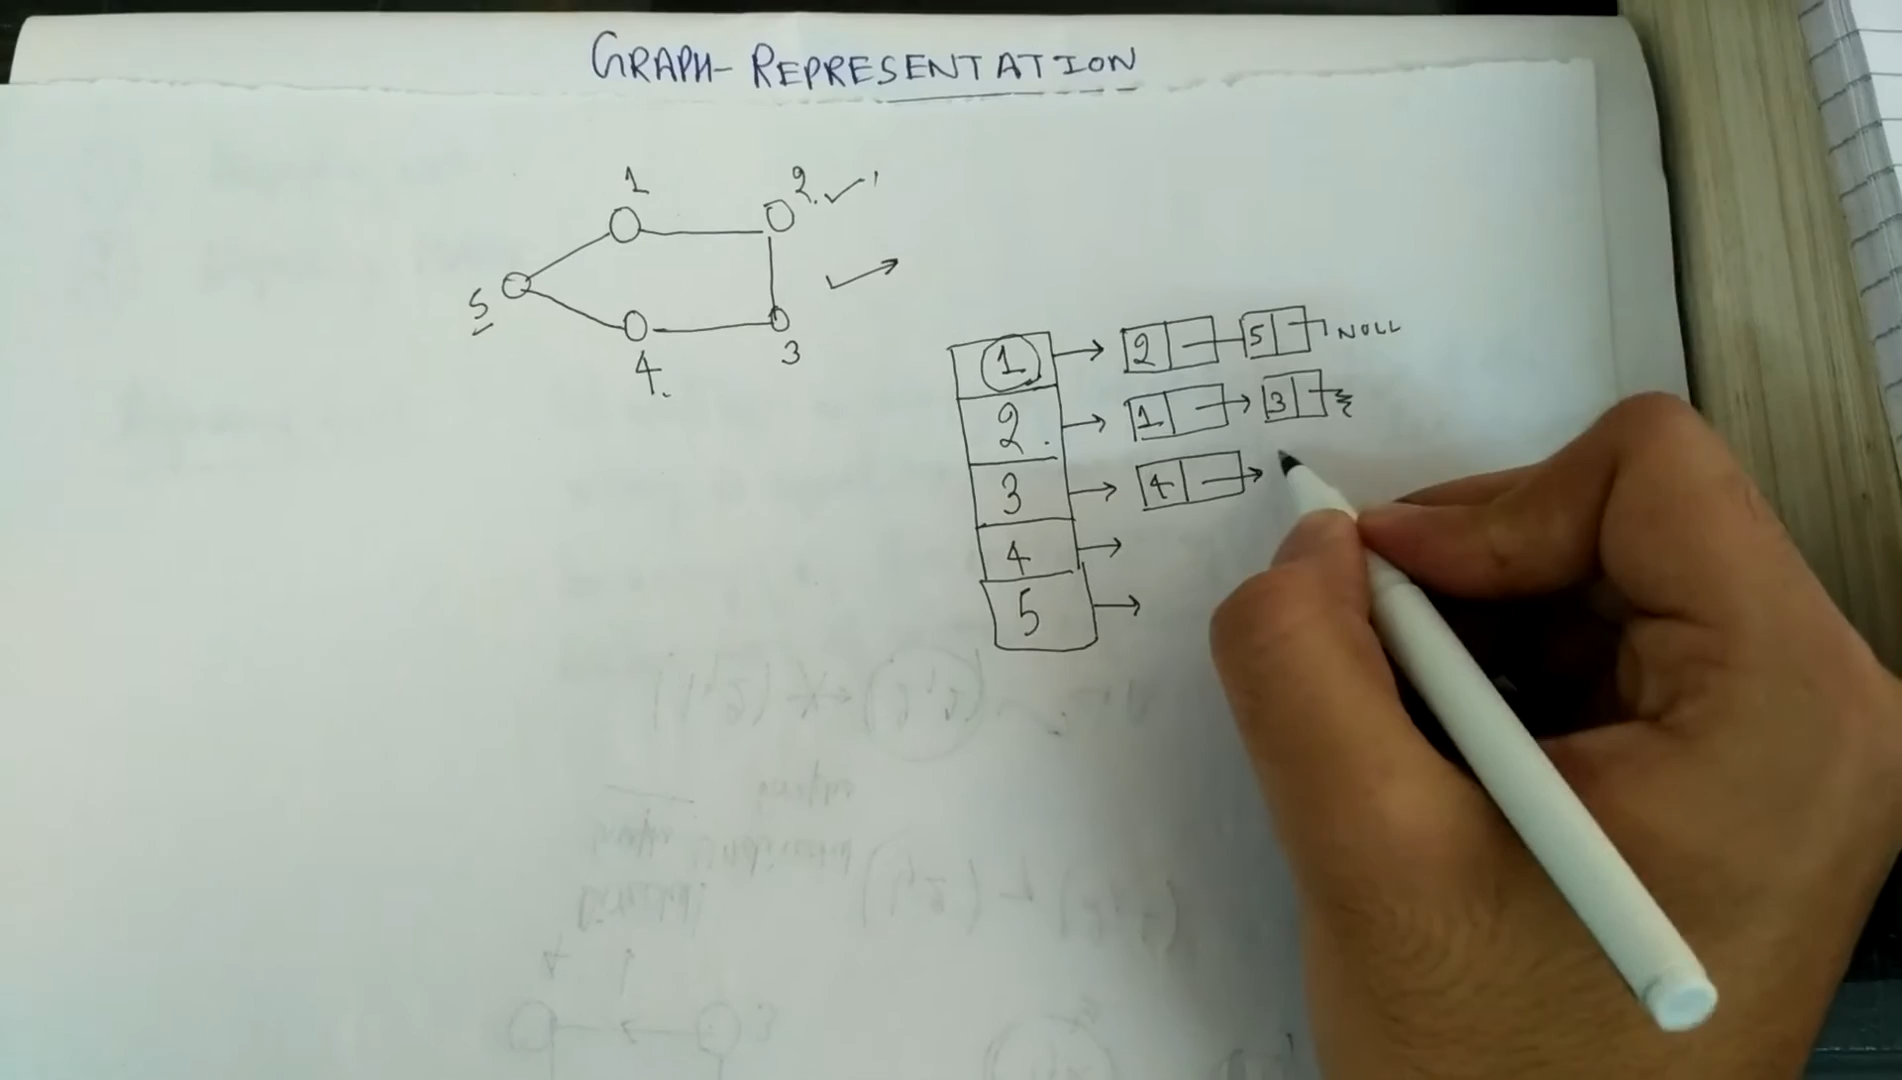 GRAPH-REPRESENTATION
1
2.
5
4.
3
1 2 5 NULL
2. 1 3
3 4
4
5